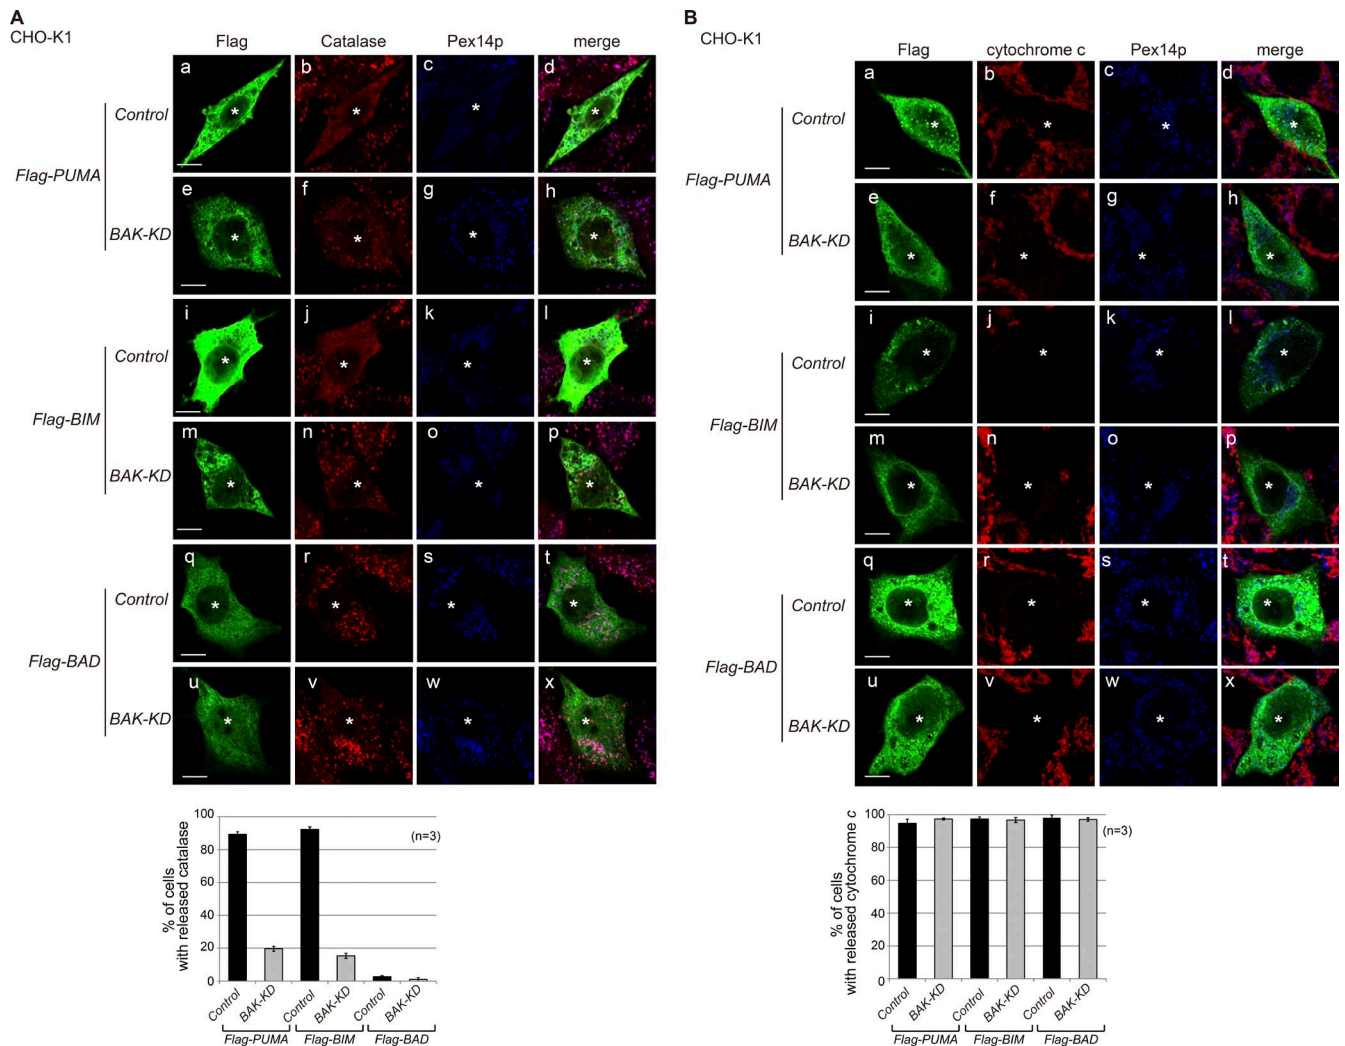 A
CHO-K1
Flag Catalase Pex14p merge
a b c d
Control
Flag-PUMA
e f g h
BAK-KD
i j k l
Control
Flag-BIM
m n o p
BAK-KD
q r s t
Control
Flag-BAD
u v w x
BAK-KD
% of cells
with released catalase
100
80
60
40
20
0
(n=3)
Control BAK-KD Control BAK-KD Control BAK-KD
Flag-PUMA Flag-BIM Flag-BAD
B
CHO-K1
Flag cytochrome c Pex14p merge
a b c d
Control
Flag-PUMA
e f g h
BAK-KD
i j k l
Control
Flag-BIM
m n o p
BAK-KD
q r s t
Control
Flag-BAD
u v w x
BAK-KD
% of cells
with released cytochrome c
100
80
60
40
20
0
(n=3)
Control BAK-KD Control BAK-KD Control BAK-KD
Flag-PUMA Flag-BIM Flag-BAD